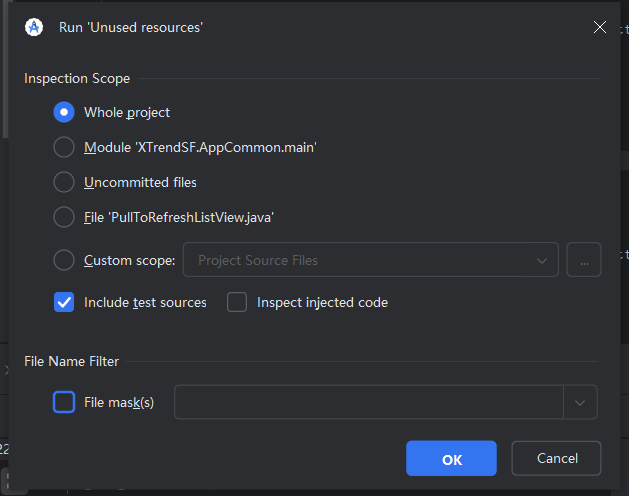 Run 'Unused resources'
Inspection Scope
Whole project
Module 'XTrendSF.AppCommon.main'
Uncommitted files
File 'PullToRefreshListView.java'
Custom scope: Project Source Files ...
Include test sources Inspect injected code
File Name Filter
File mask(s)
OK Cancel